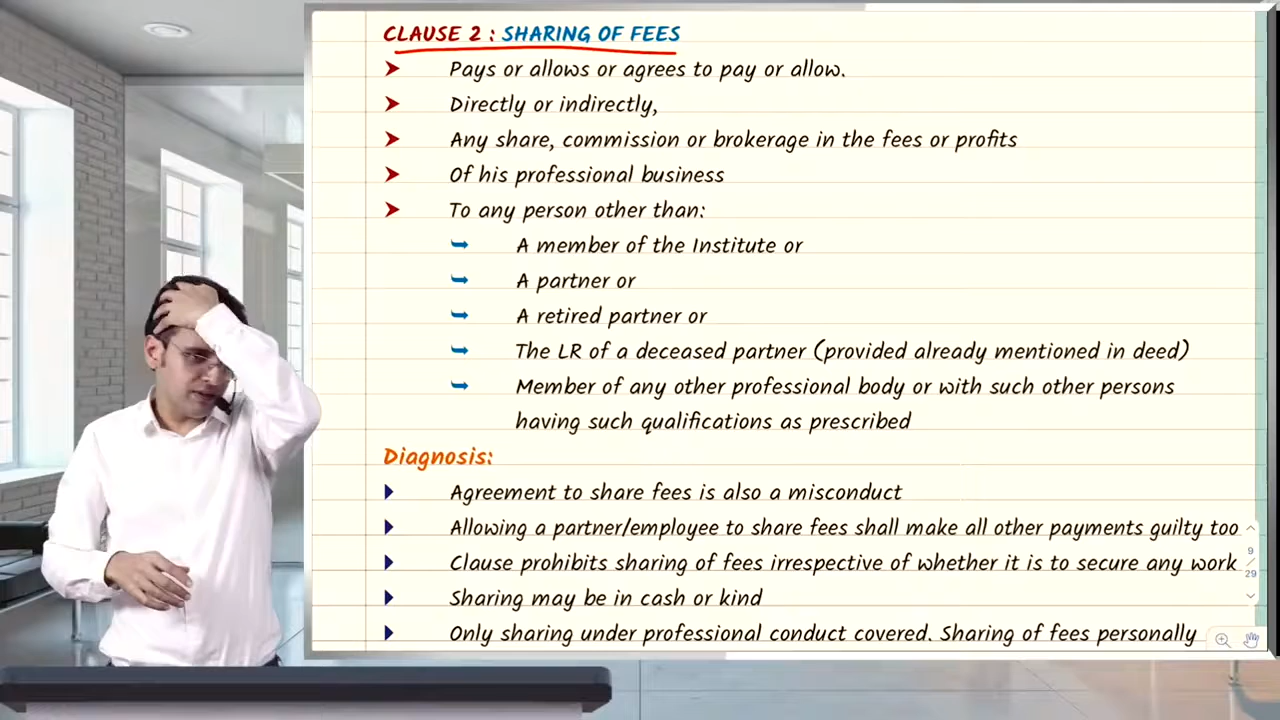 CLAUSE 2 : SHARING OF FEES
Pays or allows or agrees to pay or allow.
Directly or indirectly,
Any share, commission or brokerage in the fees or profits
Of his professional business
To any person other than:
A member of the Institute or
A partner or
A retired partner or
The LR of a deceased partner (provided already mentioned in deed)
Member of any other professional body or with such other persons
having such qualifications as prescribed
Diagnosis:
Agreement to share fees is also a misconduct
Allowing a partner/employee to share fees shall make all other payments guilty too
Clause prohibits sharing of fees irrespective of whether it is to secure any work
Sharing may be in cash or kind
Only sharing under professional conduct covered. Sharing of fees personally
9
/
29